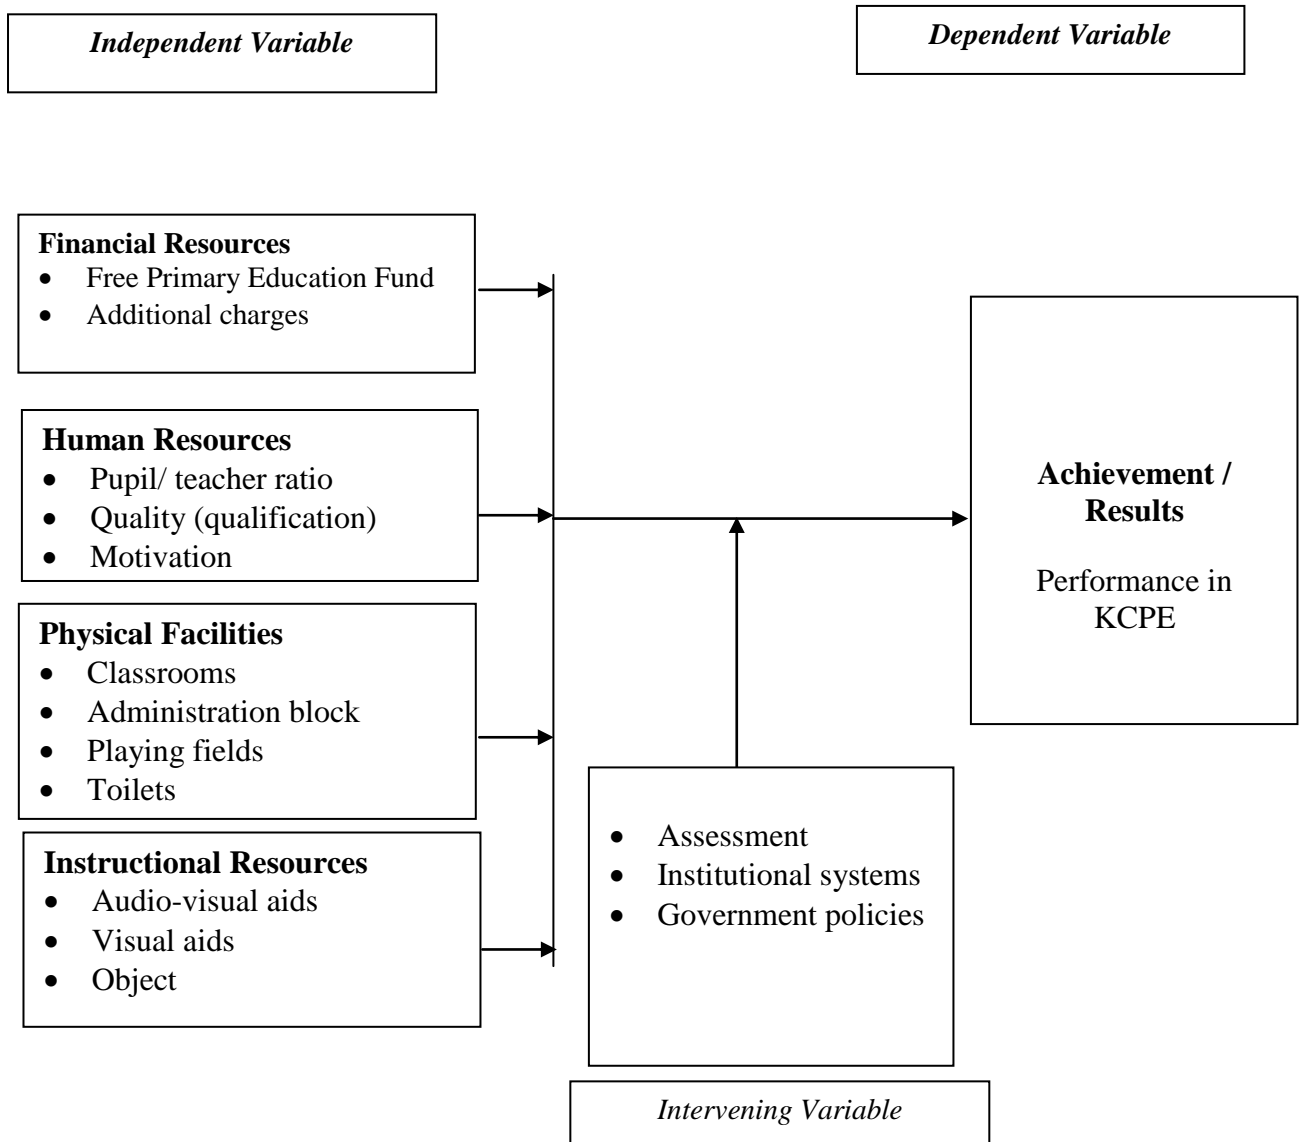 Independent Variable
Dependent Variable
Financial Resources
• Free Primary Education Fund
• Additional charges
Human Resources
• Pupil/ teacher ratio
• Quality (qualification)
• Motivation
Physical Facilities
• Classrooms
• Administration block
• Playing fields
• Toilets
Instructional Resources
• Audio-visual aids
• Visual aids
• Object
• Assessment
• Institutional systems
• Government policies
Intervening Variable
Achievement /
Results
Performance in
KCPE